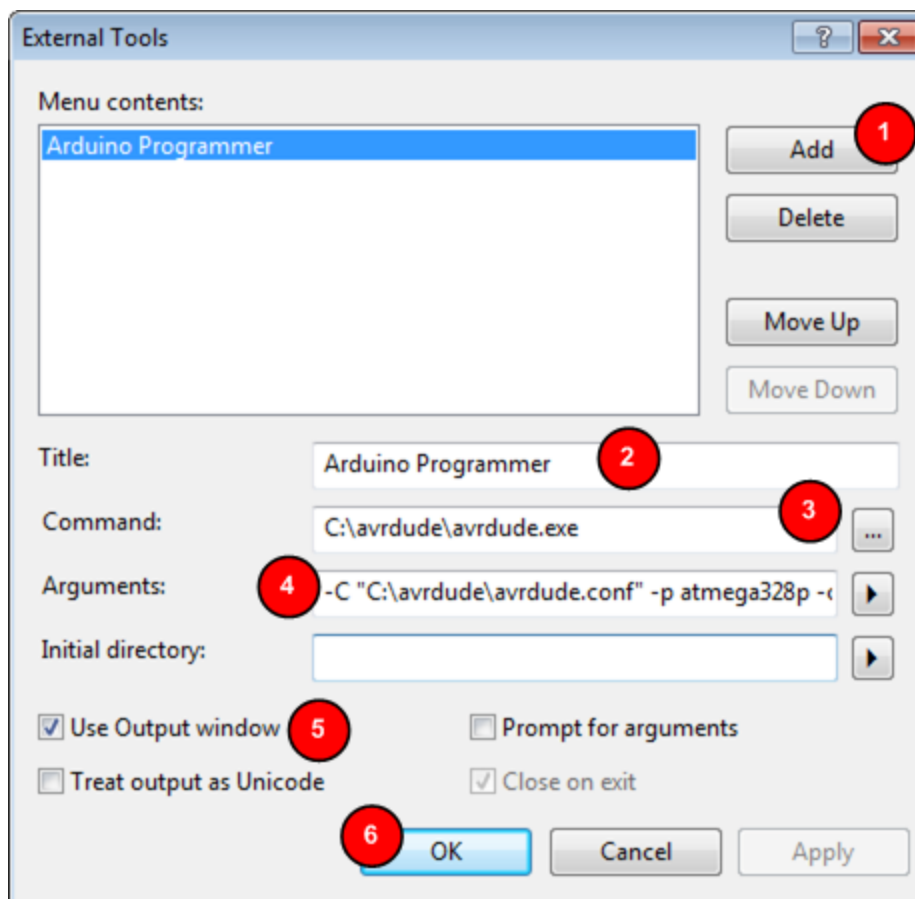 External Tools
Menu contents:
Arduino Programmer
1
Add
Delete
Move Up
Move Down
Title:
Arduino Programmer
2
Command:
C:\avrdude\avrdude.exe
3
...
Arguments:
4
-C "C:\avrdude\avrdude.conf" -p atmega328p -c
Initial directory:
Use Output window
5
Prompt for arguments
Treat output as Unicode
Close on exit
6
OK
Cancel
Apply